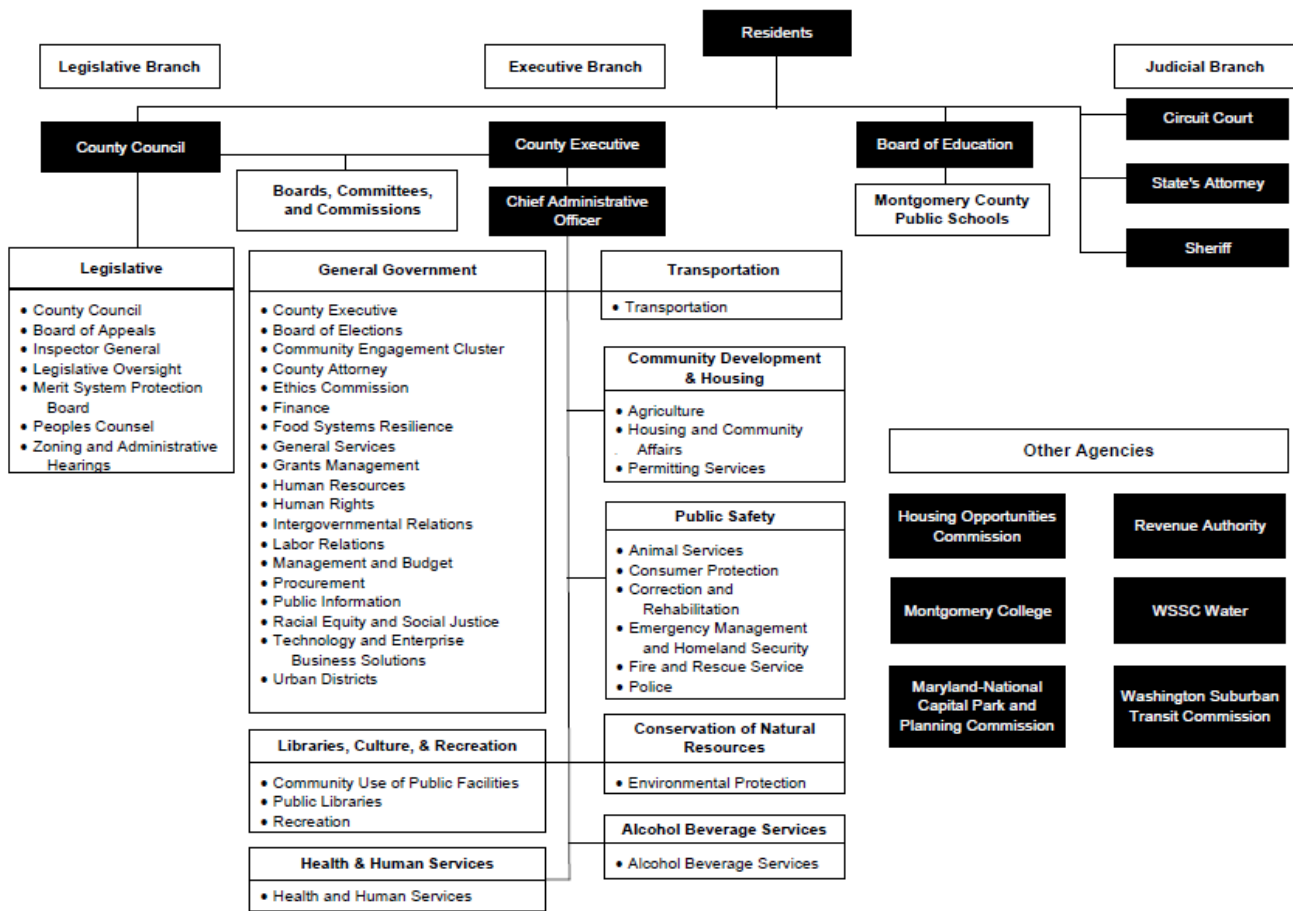 Residents
Legislative Branch
Executive Branch
Judicial Branch
County Council
County Executive
Board of Education
Circuit Court
State's Attorney
Sheriff
Boards, Committees,
and Commissions
Chief Administrative
Officer
Montgomery County
Public Schools
Legislative
• County Council
• Board of Appeals
• Inspector General
• Legislative Oversight
• Merit System Protection
Board
• Peoples Counsel
• Zoning and Administrative
Hearings
General Government
• County Executive
• Board of Elections
• Community Engagement Cluster
• County Attorney
• Ethics Commission
• Finance
• Food Systems Resilience
• General Services
• Grants Management
• Human Resources
• Human Rights
• Intergovernmental Relations
• Labor Relations
• Management and Budget
• Procurement
• Public Information
• Racial Equity and Social Justice
• Technology and Enterprise
Business Solutions
• Urban Districts
Libraries, Culture, & Recreation
• Community Use of Public Facilities
• Public Libraries
• Recreation
Health & Human Services
• Health and Human Services
Transportation
• Transportation
Community Development
& Housing
• Agriculture
• Housing and Community
. Affairs
• Permitting Services
Public Safety
• Animal Services
• Consumer Protection
• Correction and
Rehabilitation
• Emergency Management
and Homeland Security
• Fire and Rescue Service
• Police
Conservation of Natural
Resources
• Environmental Protection
Alcohol Beverage Services
• Alcohol Beverage Services
Other Agencies
Housing Opportunities
Commission
Revenue Authority
Montgomery College
WSSC Water
Maryland-National
Capital Park and
Planning Commission
Washington Suburban
Transit Commission